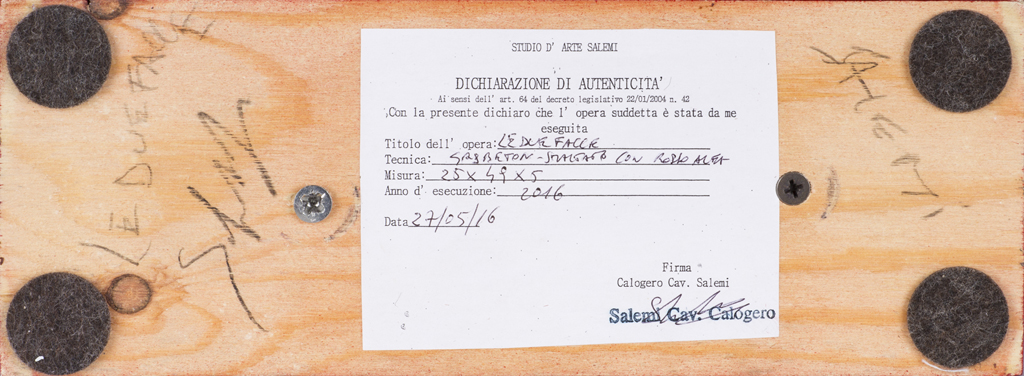 STUDIO D' ARTE SALEMI
DICHIARAZIONE DI AUTENTICITA'
Ai sensi dell' art. 64 del decreto legislativo 22/01/2004 n. 42
Con la presente dichiaro che l' opera suddetta è stata da me
eseguita
Titolo dell' opera: LE DUE FACCE
Tecnica: CON
Misura: 25 x 49 x 5
Anno d' esecuzione: 2016
Data 27/05/16
Firma
Calogero Cav. Salemi
Salemi Cav. Calogero
LE DUE FACCE